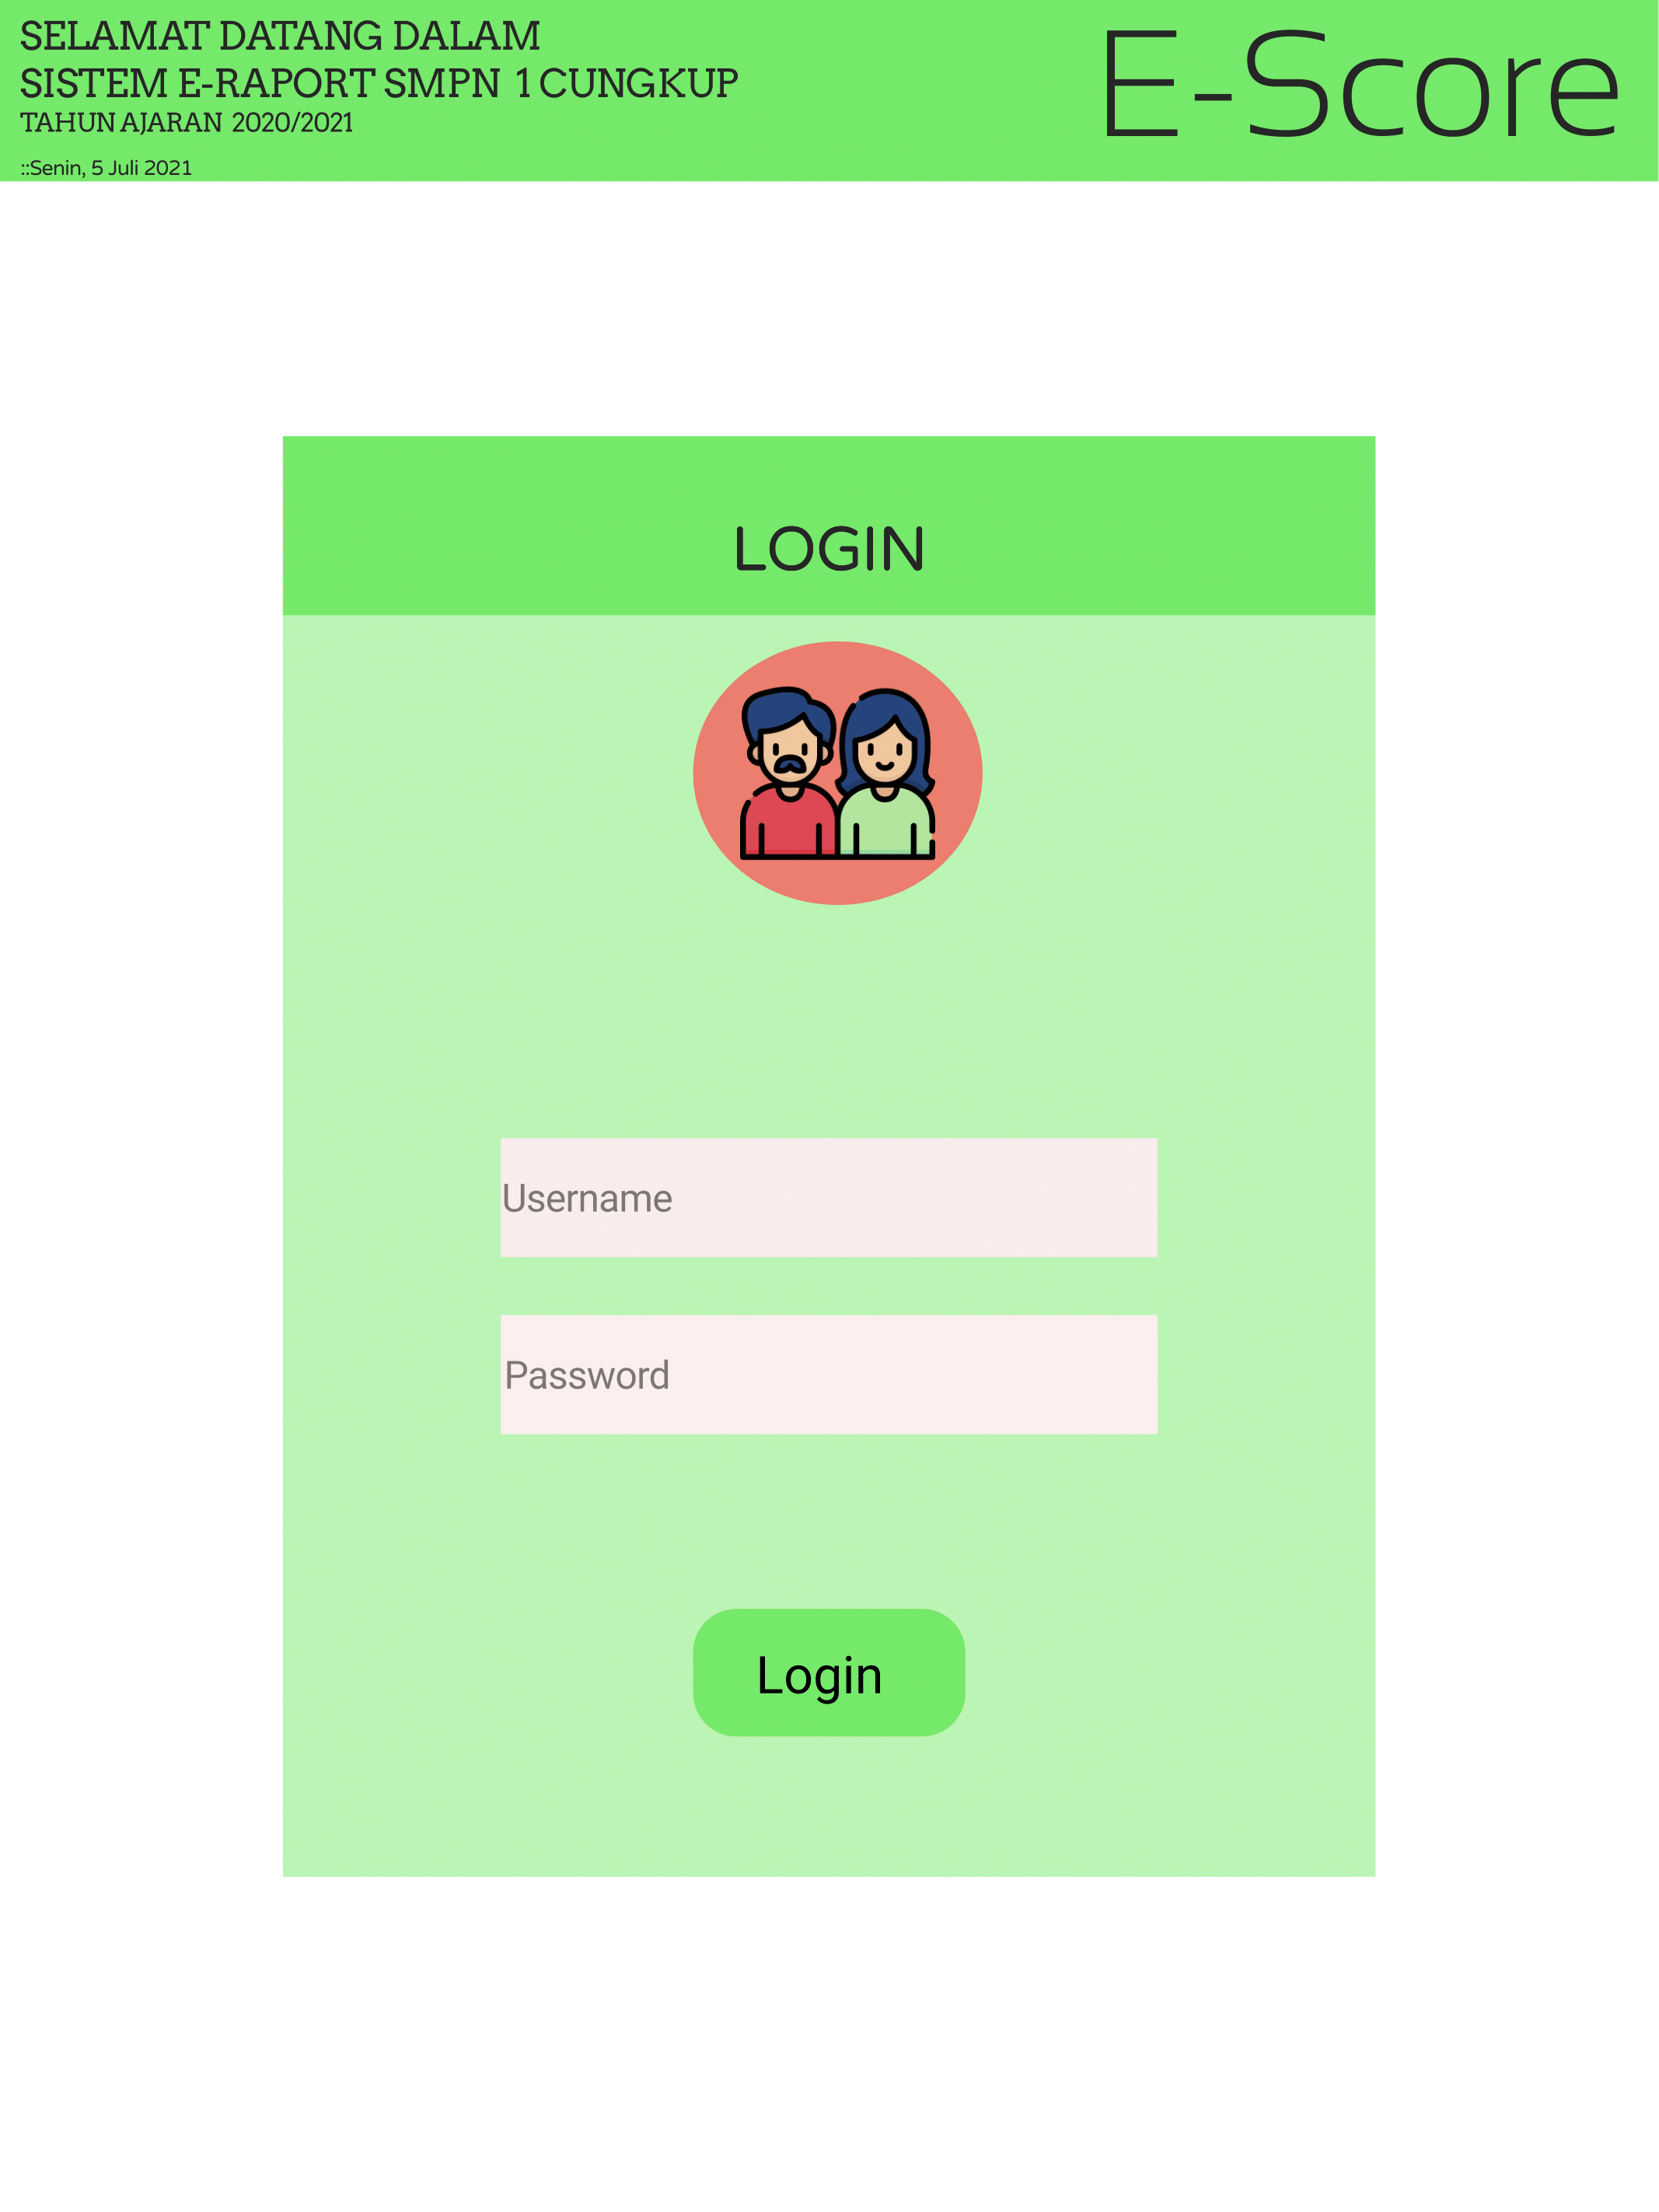 SELAMAT DATANG DALAM
SISTEM E-RAPORT SMPN 1 CUNGKUP
TAHUN AJARAN 2020/2021
::Senin, 5 Juli 2021
E-Score
LOGIN
Username
Password
Login